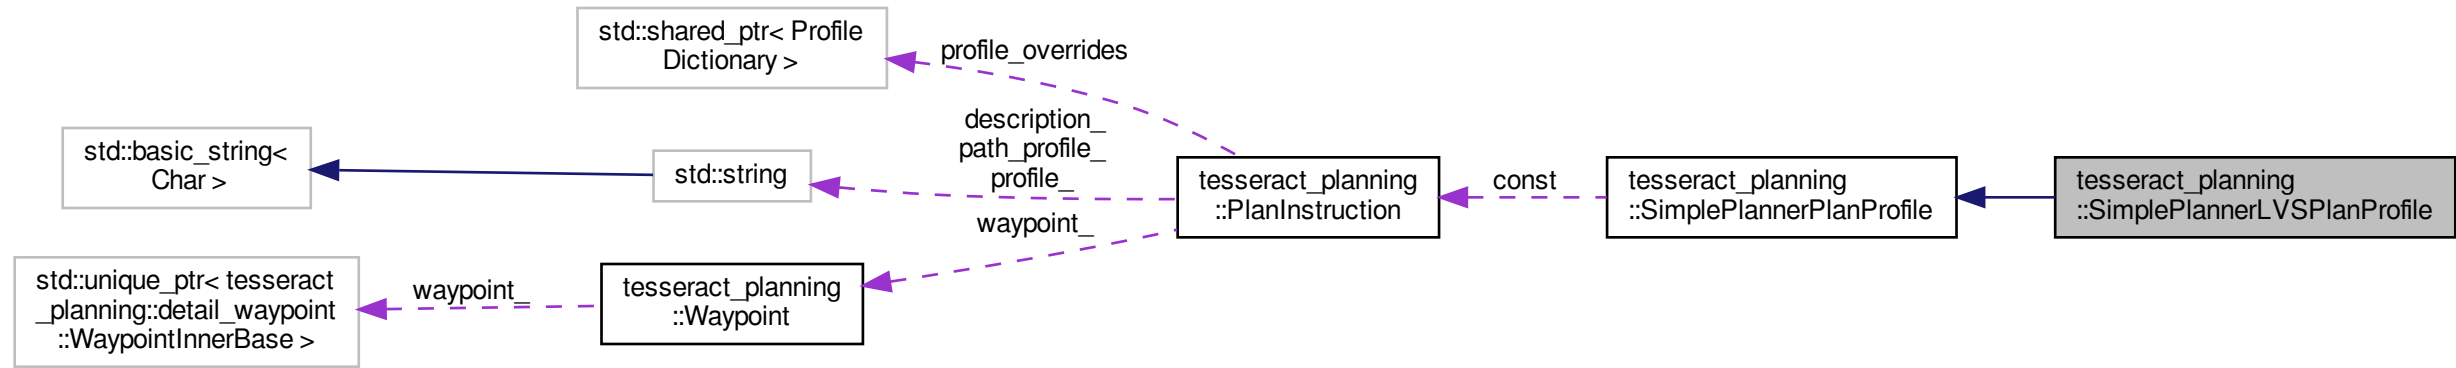 std::shared_ptr< Profile
Dictionary >
profile_overrides
std::basic_string<
Char >
std::string
description_
path_profile_
profile_
std::unique_ptr< tesseract
_planning::detail_waypoint
::WaypointInnerBase >
waypoint_
tesseract_planning
::Waypoint
waypoint_
tesseract_planning
::PlanInstruction
const
tesseract_planning
::SimplePlannerPlanProfile
tesseract_planning
::SimplePlannerLVSPlanProfile